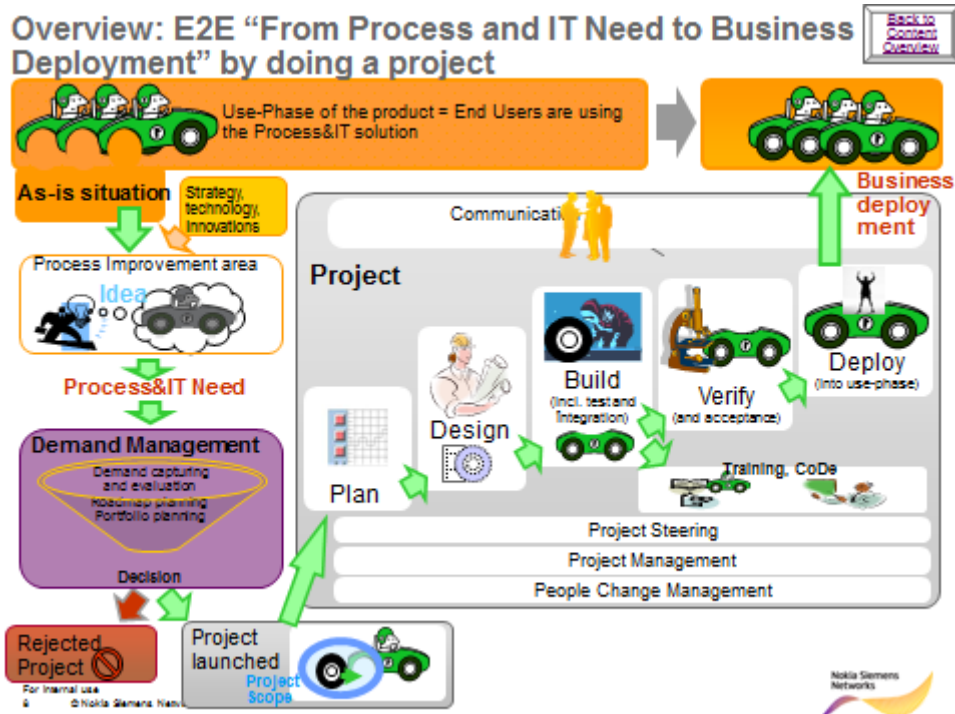 Overview: E2E “From Process and IT Need to Business
Deployment” by doing a project
Back to
Content
Overview
Use-Phase of the product = End Users are using
the Process&IT solution
As-is situation
Strategy,
technology,
Innovations
Process Improvement area
Idea
Process&IT Need
Demand Management
Demand capturing
and evaluation
Roadmap planning
Portfolio planning
Decision
Rejected
Project
Project
launched
Project
Scope
Communication
Project
Plan
Design
Build
(incl. test and
Integration)
Verify
(and acceptance)
Deploy
(into use-phase)
Business
deploy
ment
Training, CoDe
Project Steering
Project Management
People Change Management
For internal use
© Nokia Siemens
Nokia Siemens
Networks